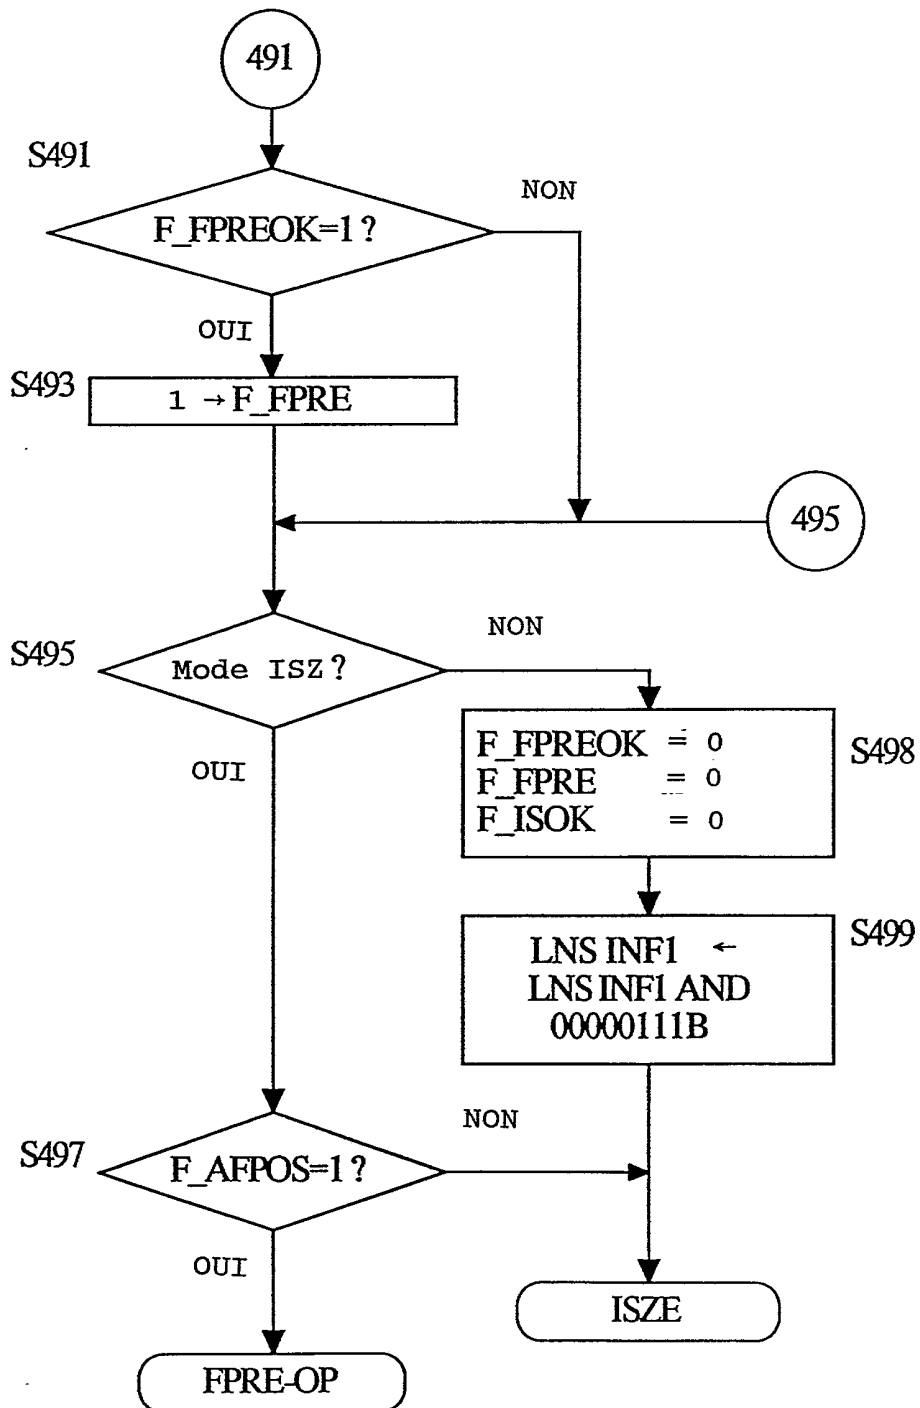 491
S491
NON
F_FPREOK=1?
OUI
S493
1 → F_FPRE
495
S495
NON
Mode ISZ?
OUI
F_FPREOK = 0
F_FPRE = 0
F_ISOK = 0
S498
S499
LNS INF1 ←
LNS INF1 AND
00000111B
S497
NON
F_AFPOS=1?
OUI
ISZE
FPRE-OP